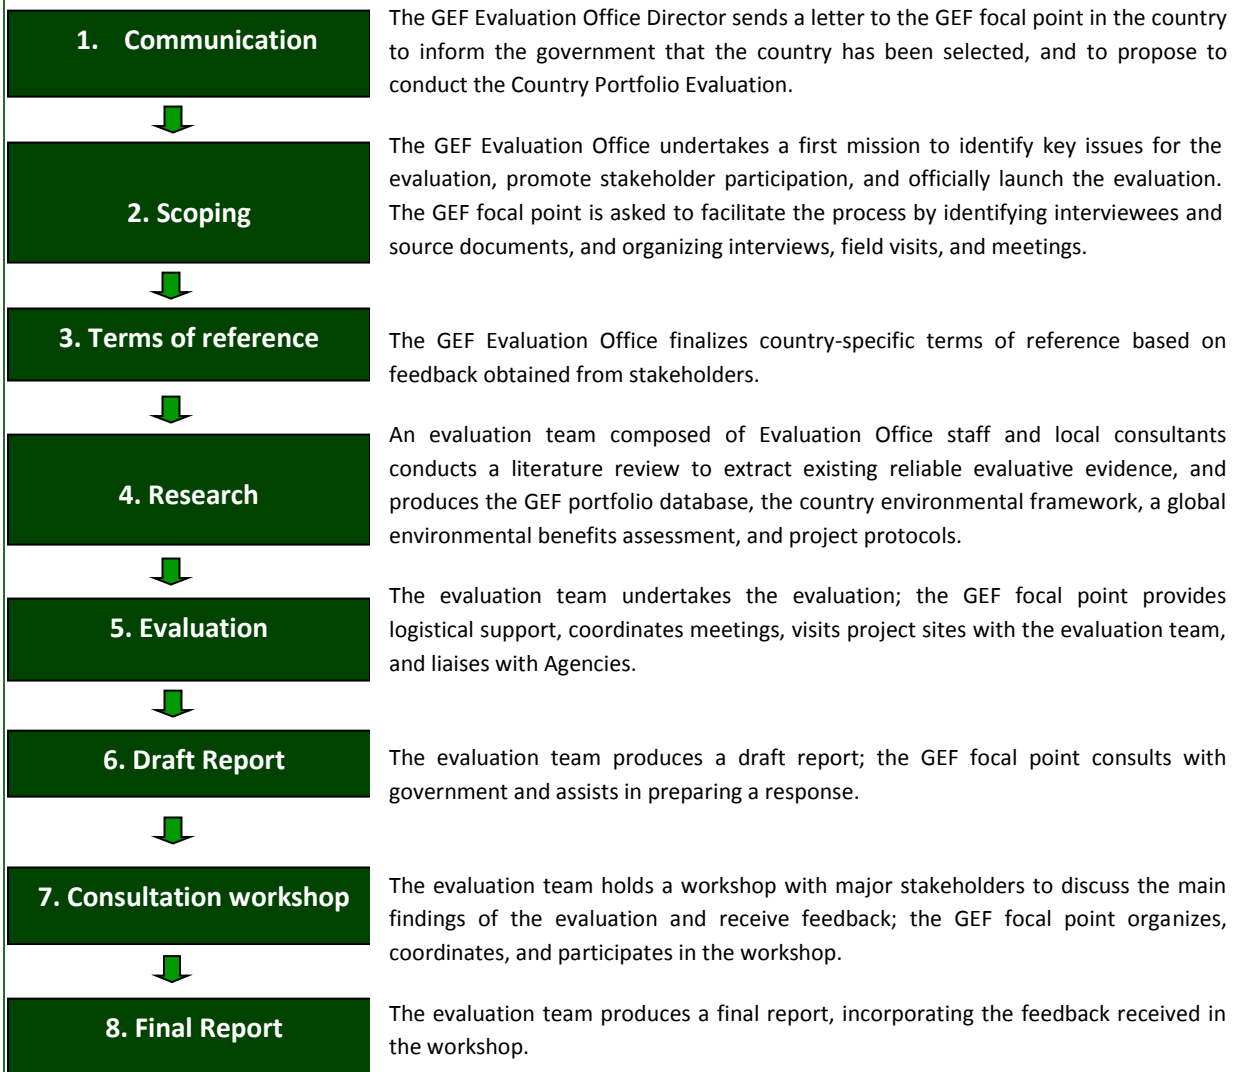 1. Communication
The GEF Evaluation Office Director sends a letter to the GEF focal point in the country
to inform the government that the country has been selected, and to propose to
conduct the Country Portfolio Evaluation.
2. Scoping
The GEF Evaluation Office undertakes a first mission to identify key issues for the
evaluation, promote stakeholder participation, and officially launch the evaluation.
The GEF focal point is asked to facilitate the process by identifying interviewees and
source documents, and organizing interviews, field visits, and meetings.
3. Terms of reference
The GEF Evaluation Office finalizes country-specific terms of reference based on
feedback obtained from stakeholders.
4. Research
An evaluation team composed of Evaluation Office staff and local consultants
conducts a literature review to extract existing reliable evaluative evidence, and
produces the GEF portfolio database, the country environmental framework, a global
environmental benefits assessment, and project protocols.
5. Evaluation
The evaluation team undertakes the evaluation; the GEF focal point provides
logistical support, coordinates meetings, visits project sites with the evaluation team,
and liaises with Agencies.
6. Draft Report
The evaluation team produces a draft report; the GEF focal point consults with
government and assists in preparing a response.
7. Consultation workshop
The evaluation team holds a workshop with major stakeholders to discuss the main
findings of the evaluation and receive feedback; the GEF focal point organizes,
coordinates, and participates in the workshop.
8. Final Report
The evaluation team produces a final report, incorporating the feedback received in
the workshop.